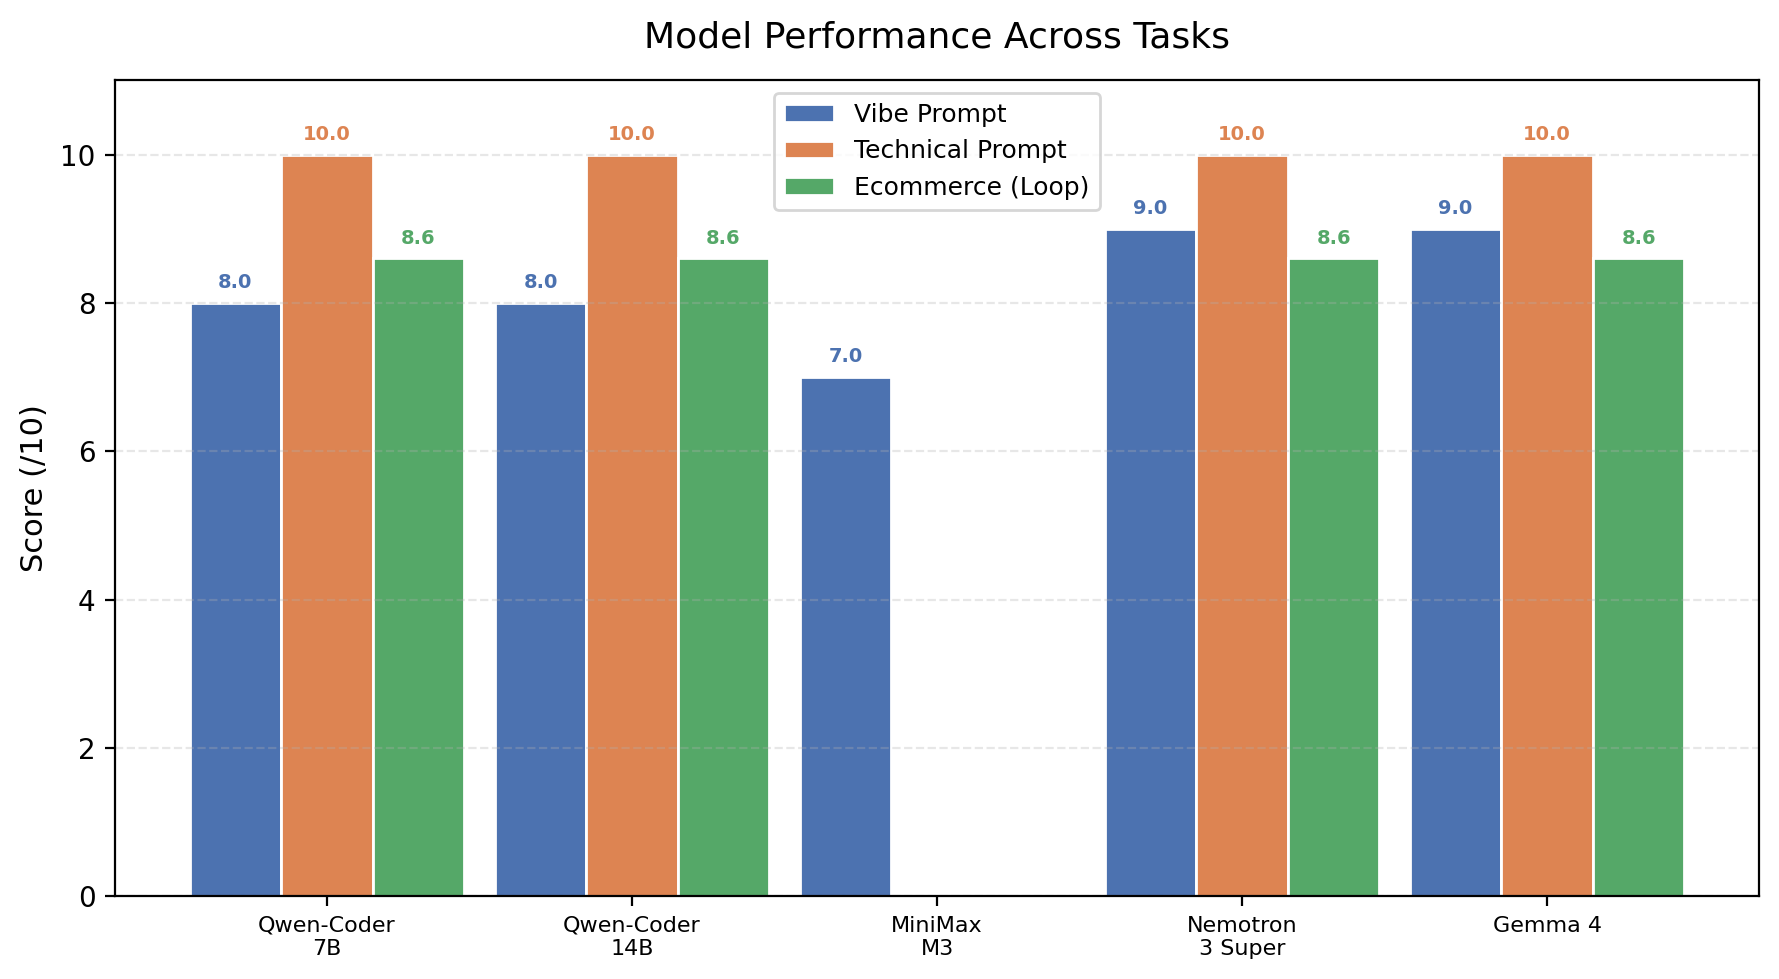 Model Performance Across Tasks
Vibe Prompt
Technical Prompt
Ecommerce (Loop)
Score (/10)
10
8
6
4
2
0
8.0
10.0
8.6
8.0
10.0
8.6
7.0
9.0
10.0
8.6
9.0
10.0
8.6
Qwen-Coder
7B
Qwen-Coder
14B
MiniMax
M3
Nemotron
3 Super
Gemma 4